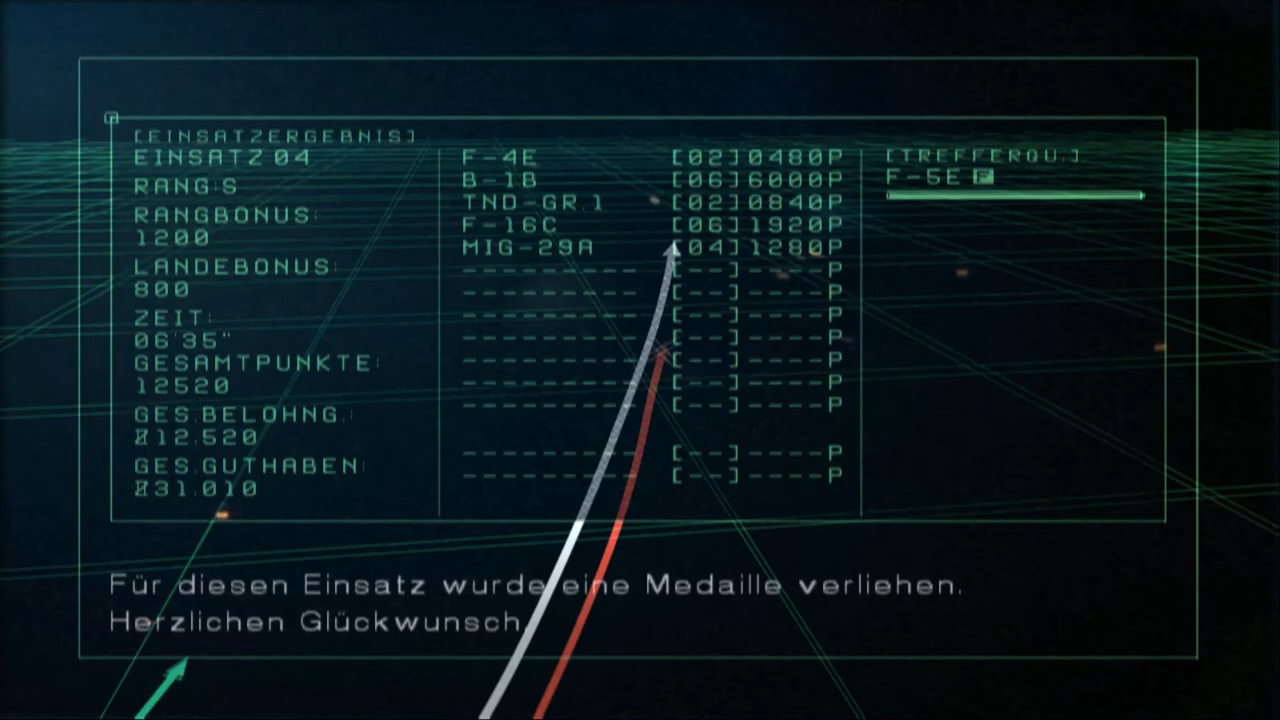 [EINSATZERGEBNIS]
EINSATZ 04
RANG:S
RANGBONUS:
1200
LANDEBONUS:
800
ZEIT:
06'35"
GESAMTPUNKTE:
12520
GES.BELOHNG.:
Z12.520
GES.GUTHABEN:
Z31.010
F-4E [02]0480P
B-1B [06]6000P
TND-GR.1 [02]0840P
F-16C [06]1920P
MIG-29A [04]1280P
------------ [--]-----P
------------ [--]-----P
------------ [--]-----P
------------ [--]-----P
------------ [--]-----P
------------ [--]-----P
------------ [--]-----P
------------ [--]-----P
------------ [--]-----P
[TREFFERQU.]
F-5E F
Für diesen Einsatz wurde eine Medaille verliehen.
Herzlichen Glückwunsch.